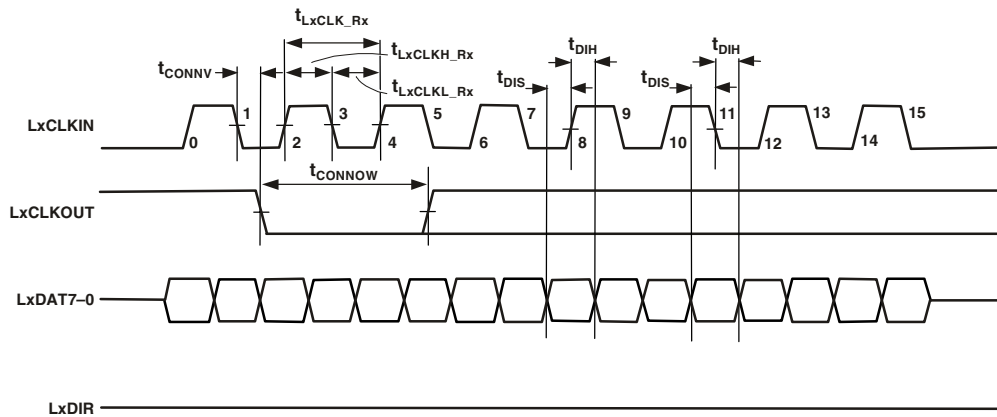 tLxCLK_Rx
tLxCLKH_Rx
tDIH
tDIH
tCONNV
tLxCLKL_Rx
tDIS
tDIS
LxCLKIN
0 1 2 3 4 5 6 7 8 9 10 11 12 13 14 15
tCONNOW
LxCLKOUT
LxDAT7–0
LxDIR